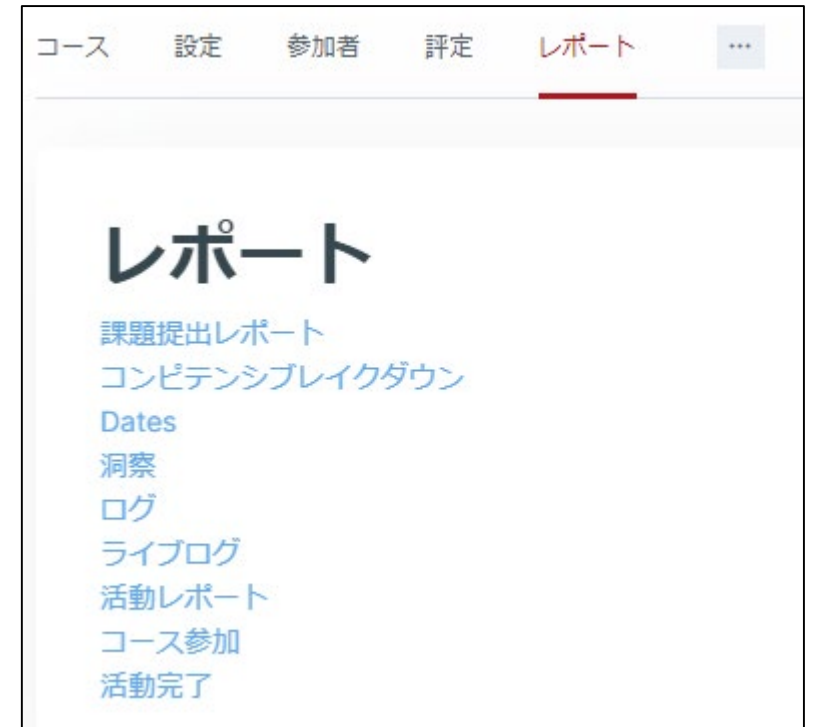 コース 設定 参加者 評定 レポート ...
レポート
課題提出レポート
コンピテンシブレイクダウン
Dates
洞察
ログ
ライブログ
活動レポート
コース参加
活動完了